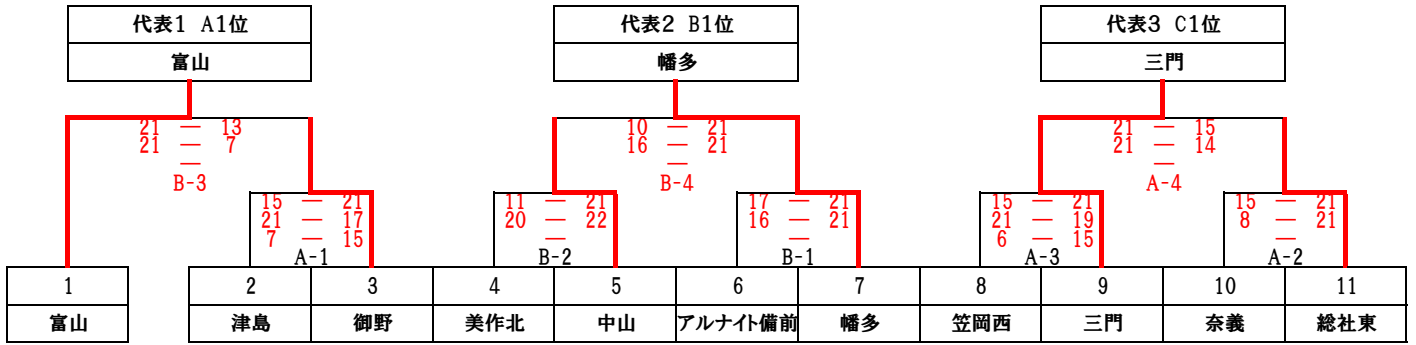 代表1 A1位
代表2 B1位
代表3 C1位
富山
幡多
三門
21 — 13
21 — 7
—
B-3
10 — 21
16 — 21
—
B-4
21 — 15
21 — 14
—
A-4
15 — 21
21 — 17
7 — 15
A-1
11 — 21
20 — 22
—
B-2
17 — 21
16 — 21
—
B-1
15 — 21
21 — 19
6 — 15
A-3
15 — 21
8 — 21
—
A-2
1 2 3 4 5 6 7 8 9 10 11
富山 津島 御野 美作北 中山 アルナイト備前 幡多 笠岡西 三門 奈義 総社東